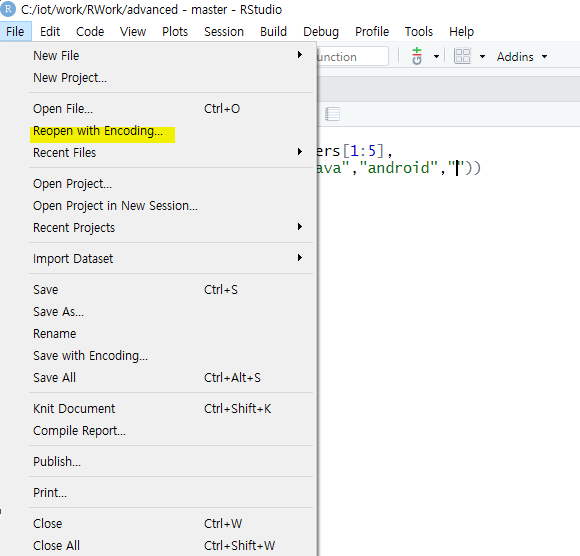 R C:/iot/work/RWork/advanced - master - RStudio
File Edit Code View Plots Session Build Debug Profile Tools Help
New File
New Project...
unction
Addins
Open File... Ctrl+O
Reopen with Encoding...
Recent Files
ers[1:5],
ava","android",""))
Open Project...
Open Project in New Session...
Recent Projects
Import Dataset
Save Ctrl+S
Save As...
Rename
Save with Encoding...
Save All Ctrl+Alt+S
Knit Document Ctrl+Shift+K
Compile Report...
Publish...
Print...
Close Ctrl+W
Close All Ctrl+Shift+W